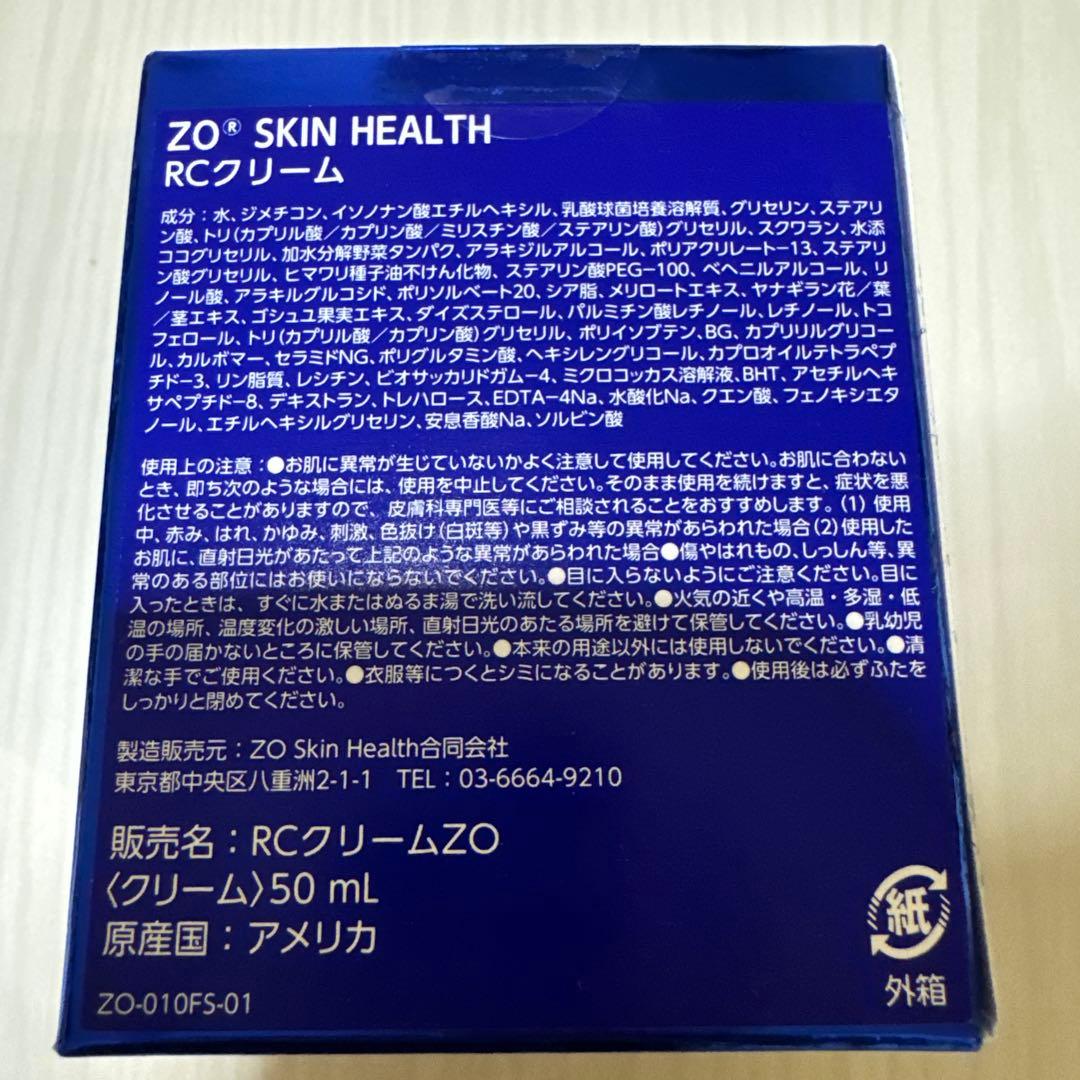 ZO® SKIN HEALTH
RCクリーム
成分：水、ジメチコン、イソノナン酸エチルヘキシル、乳酸球菌培養溶解質、グリセリン、ステアリ
ン酸、トリ(カプリル酸／カプリン酸／ミリスチン酸／ステアリン酸)グリセリル、スクワラン、水添
ココグリセリル、加水分解野菜タンパク、アラキジルアルコール、ポリアクリレート-13、ステアリ
ン酸グリセリル、ヒマワリ種子油不けん化物、ステアリン酸PEG-100、ベヘニルアルコール、リ
ノール酸、アラキルグルコシド、ポリソルベート20、シア脂、メリロートエキス、ヤナギラン花／葉
／茎エキス、ゴシュユ果実エキス、ダイズステロール、パルミチン酸レチノール、レチノール、トコ
フェロール、トリ(カプリル酸／カプリン酸)グリセリル、ポリイソブテン、BG、カプリリルグリコー
ル、カルボマー、セラミドNG、ポリグルタミン酸、ヘキシレングリコール、カプロオイルテトラペプ
チド-3、リン脂質、レシチン、ビオサッカリドガム-4、ミクロコッカス溶解液、BHT、アセチルヘキ
サペプチド-8、デキストラン、トレハロース、EDTA-4Na、水酸化Na、クエン酸、フェノキシエタ
ノール、エチルヘキシルグリセリン、安息香酸Na、ソルビン酸
使用上の注意：●お肌に異常が生じていないかよく注意して使用してください。お肌に合わない
とき、即ち次のような場合には、使用を中止してください。そのまま使用を続けますと、症状を悪
化させることがありますので、皮膚科専門医等にご相談されることをおすすめします。(1) 使用
中、赤み、はれ、かゆみ、刺激、色抜け(白斑等)や黒ずみ等の異常があらわれた場合(2)使用した
お肌に、直射日光があたって上記のような異常があらわれた場合●傷やはれもの、しっしん等、異
常のある部位にはお使いにならないでください。●目に入らないようにご注意ください。目に
入ったときは、すぐに水またはぬるま湯で洗い流してください。●火気の近くや高温・多湿・低
温の場所、温度変化の激しい場所、直射日光のあたる場所を避けて保管してください。●乳幼児
の手の届かないところに保管してください。●本来の用途以外には使用しないでください。●清
潔な手でご使用ください。●衣服等につくとシミになることがあります。●使用後は必ずふたを
しっかりと閉めてください。
製造販売元：ZO Skin Health合同会社
東京都中央区八重洲2-1-1 TEL：03-6664-9210
販売名：RCクリームZO
〈クリーム〉50 mL
原産国：アメリカ
紙
外箱
ZO-010FS-01